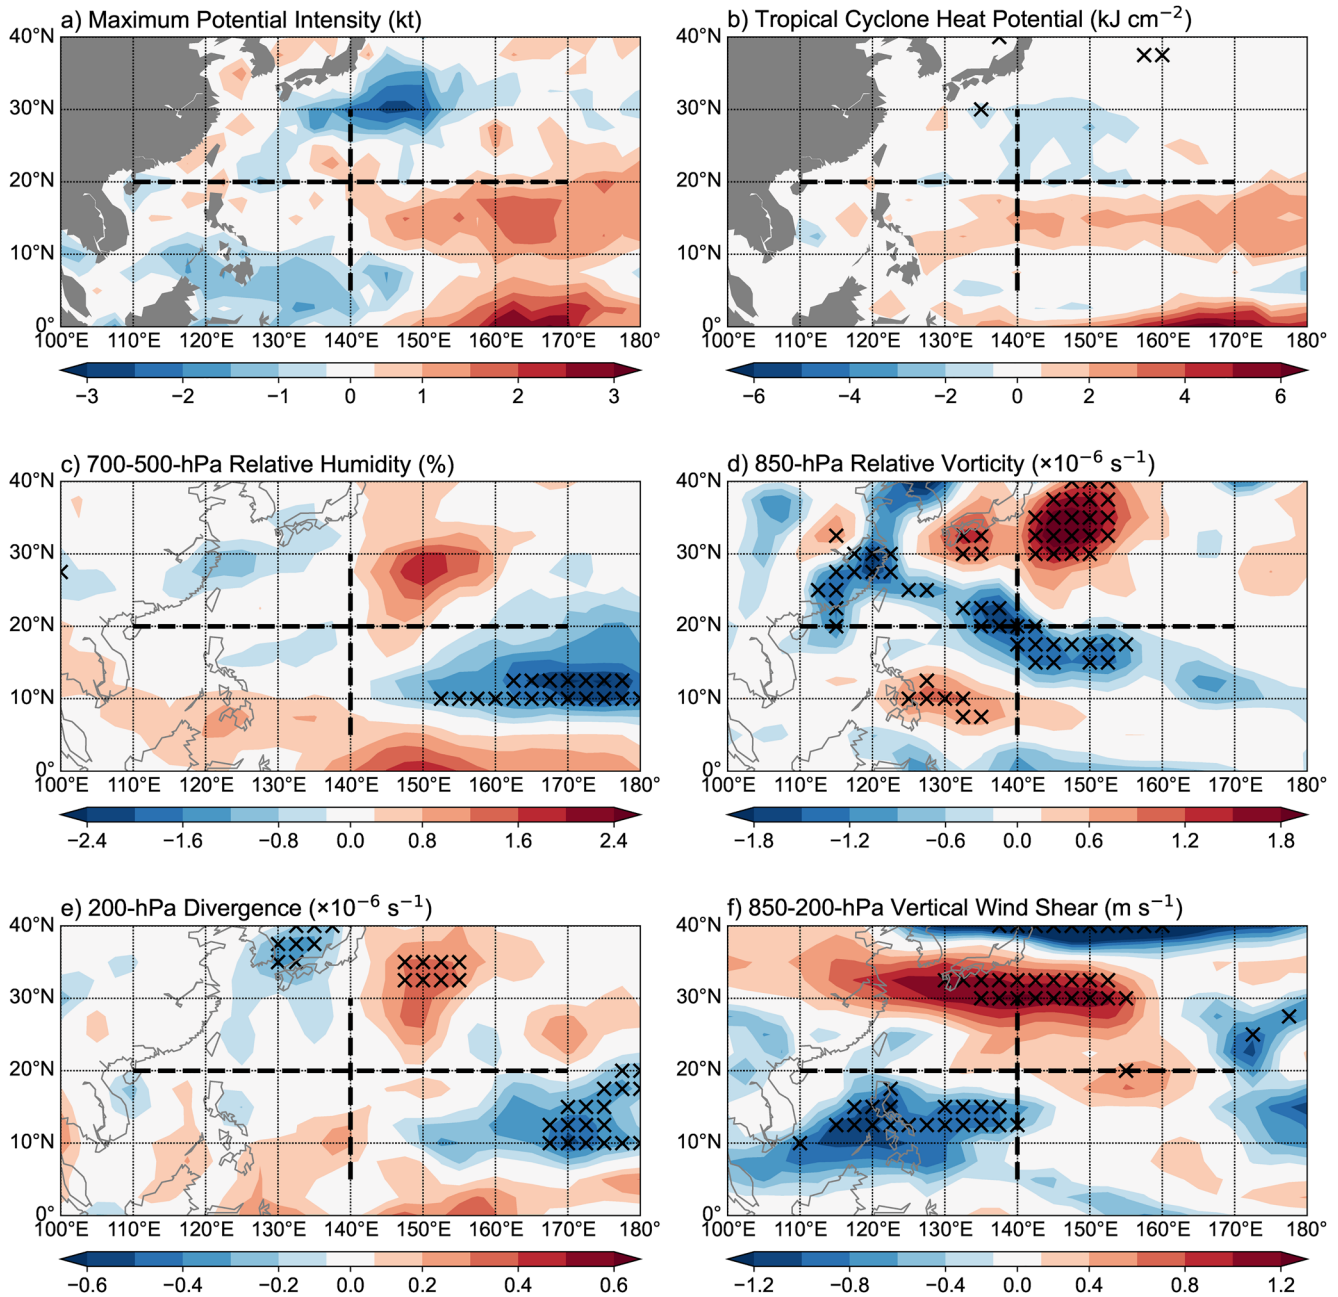 a) Maximum Potential Intensity (kt)
40°N
30°N
20°N
10°N
0°
100°E 110°E 120°E 130°E 140°E 150°E 160°E 170°E 180°
−3 −2 −1 0 1 2 3
b) Tropical Cyclone Heat Potential (kJ cm⁻²)
40°N
30°N
20°N
10°N
0°
100°E 110°E 120°E 130°E 140°E 150°E 160°E 170°E 180°
−6 −4 −2 0 2 4 6
c) 700-500-hPa Relative Humidity (%)
40°N
30°N
20°N
10°N
0°
100°E 110°E 120°E 130°E 140°E 150°E 160°E 170°E 180°
−2.4 −1.6 −0.8 0.0 0.8 1.6 2.4
d) 850-hPa Relative Vorticity (×10⁻⁶ s⁻¹)
40°N
30°N
20°N
10°N
0°
100°E 110°E 120°E 130°E 140°E 150°E 160°E 170°E 180°
−1.8 −1.2 −0.6 0.0 0.6 1.2 1.8
e) 200-hPa Divergence (×10⁻⁶ s⁻¹)
40°N
30°N
20°N
10°N
0°
100°E 110°E 120°E 130°E 140°E 150°E 160°E 170°E 180°
−0.6 −0.4 −0.2 0.0 0.2 0.4 0.6
f) 850-200-hPa Vertical Wind Shear (m s⁻¹)
40°N
30°N
20°N
10°N
0°
100°E 110°E 120°E 130°E 140°E 150°E 160°E 170°E 180°
−1.2 −0.8 −0.4 0.0 0.4 0.8 1.2